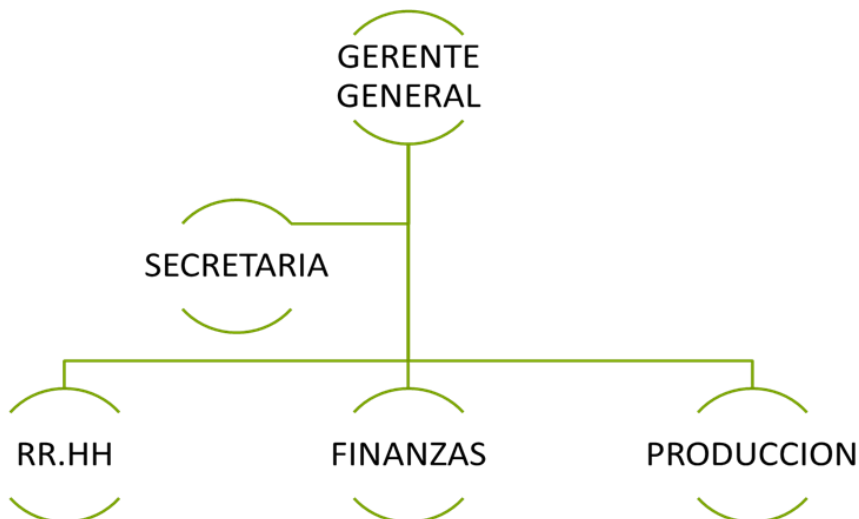 GERENTE
GENERAL
SECRETARIA
RR.HH
FINANZAS
PRODUCCION